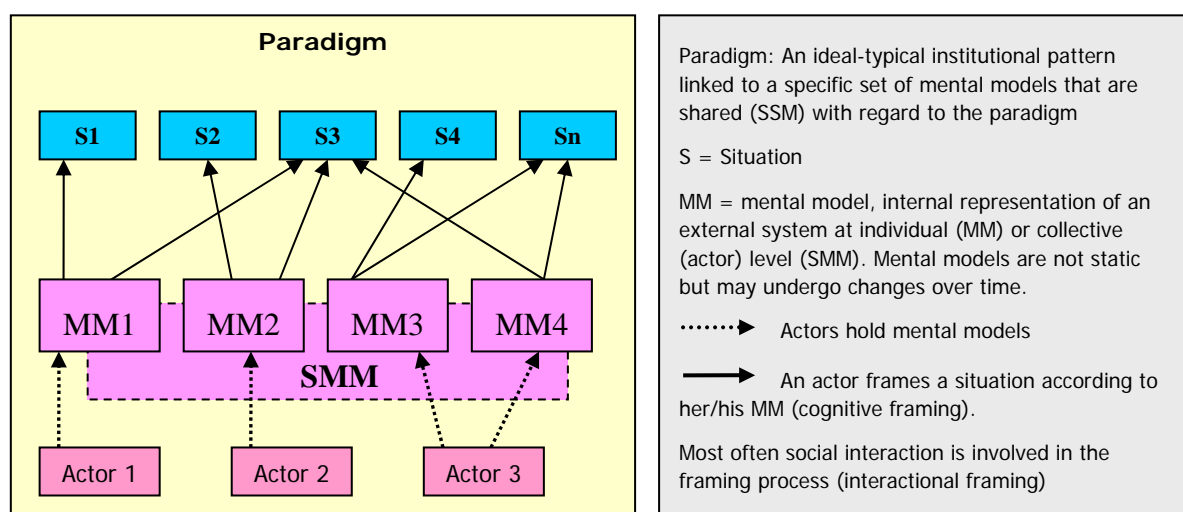 Paradigm
S1
S2
S3
S4
Sn
MM1
MM2
MM3
MM4
SMM
Actor 1
Actor 2
Actor 3
Paradigm: An ideal-typical institutional pattern
linked to a specific set of mental models that are
shared (SSM) with regard to the paradigm
S = Situation
MM = mental model, internal representation of an
external system at individual (MM) or collective
(actor) level (SMM). Mental models are not static
but may undergo changes over time.
Actors hold mental models
An actor frames a situation according to
her/his MM (cognitive framing).
Most often social interaction is involved in the
framing process (interactional framing)